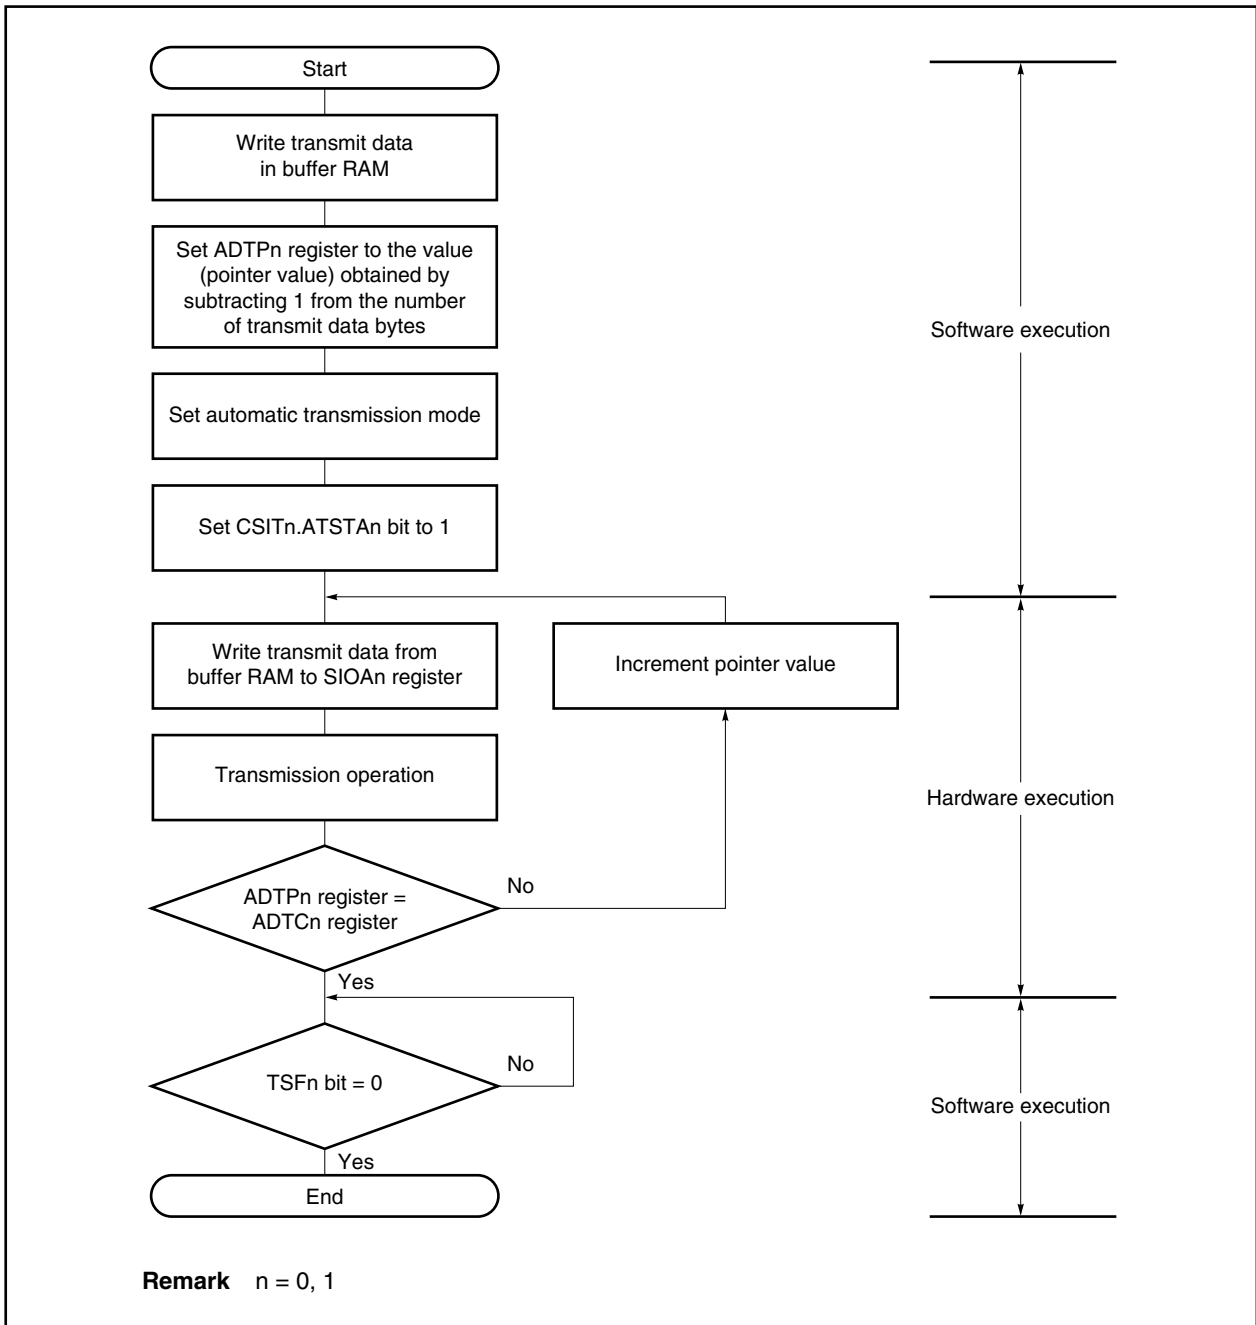 Start
Write transmit data
in buffer RAM
Set ADTPn register to the value
(pointer value) obtained by
subtracting 1 from the number
of transmit data bytes
Software execution
Set automatic transmission mode
Set CSITn.ATSTAn bit to 1
Write transmit data from
buffer RAM to SIOAn register
Increment pointer value
Transmission operation
Hardware execution
ADTPn register =
ADTCn register
No
Yes
TSFn bit = 0
No
Software execution
Yes
End
Remark n = 0, 1